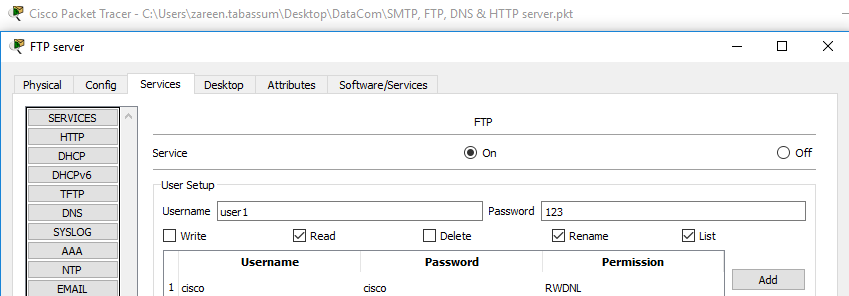 Cisco Packet Tracer - C:\Users\zareen.tabassum\Desktop\DataCom\SMTP, FTP, DNS & HTTP server.pkt
FTP server
Physical Config Services Desktop Attributes Software/Services
SERVICES
HTTP
DHCP
DHCPv6
TFTP
DNS
SYSLOG
AAA
NTP
EMAIL
FTP
Service On Off
User Setup
Username user1 Password 123
Write Read Delete Rename List
Username Password Permission
1 cisco cisco RWDNL
Add